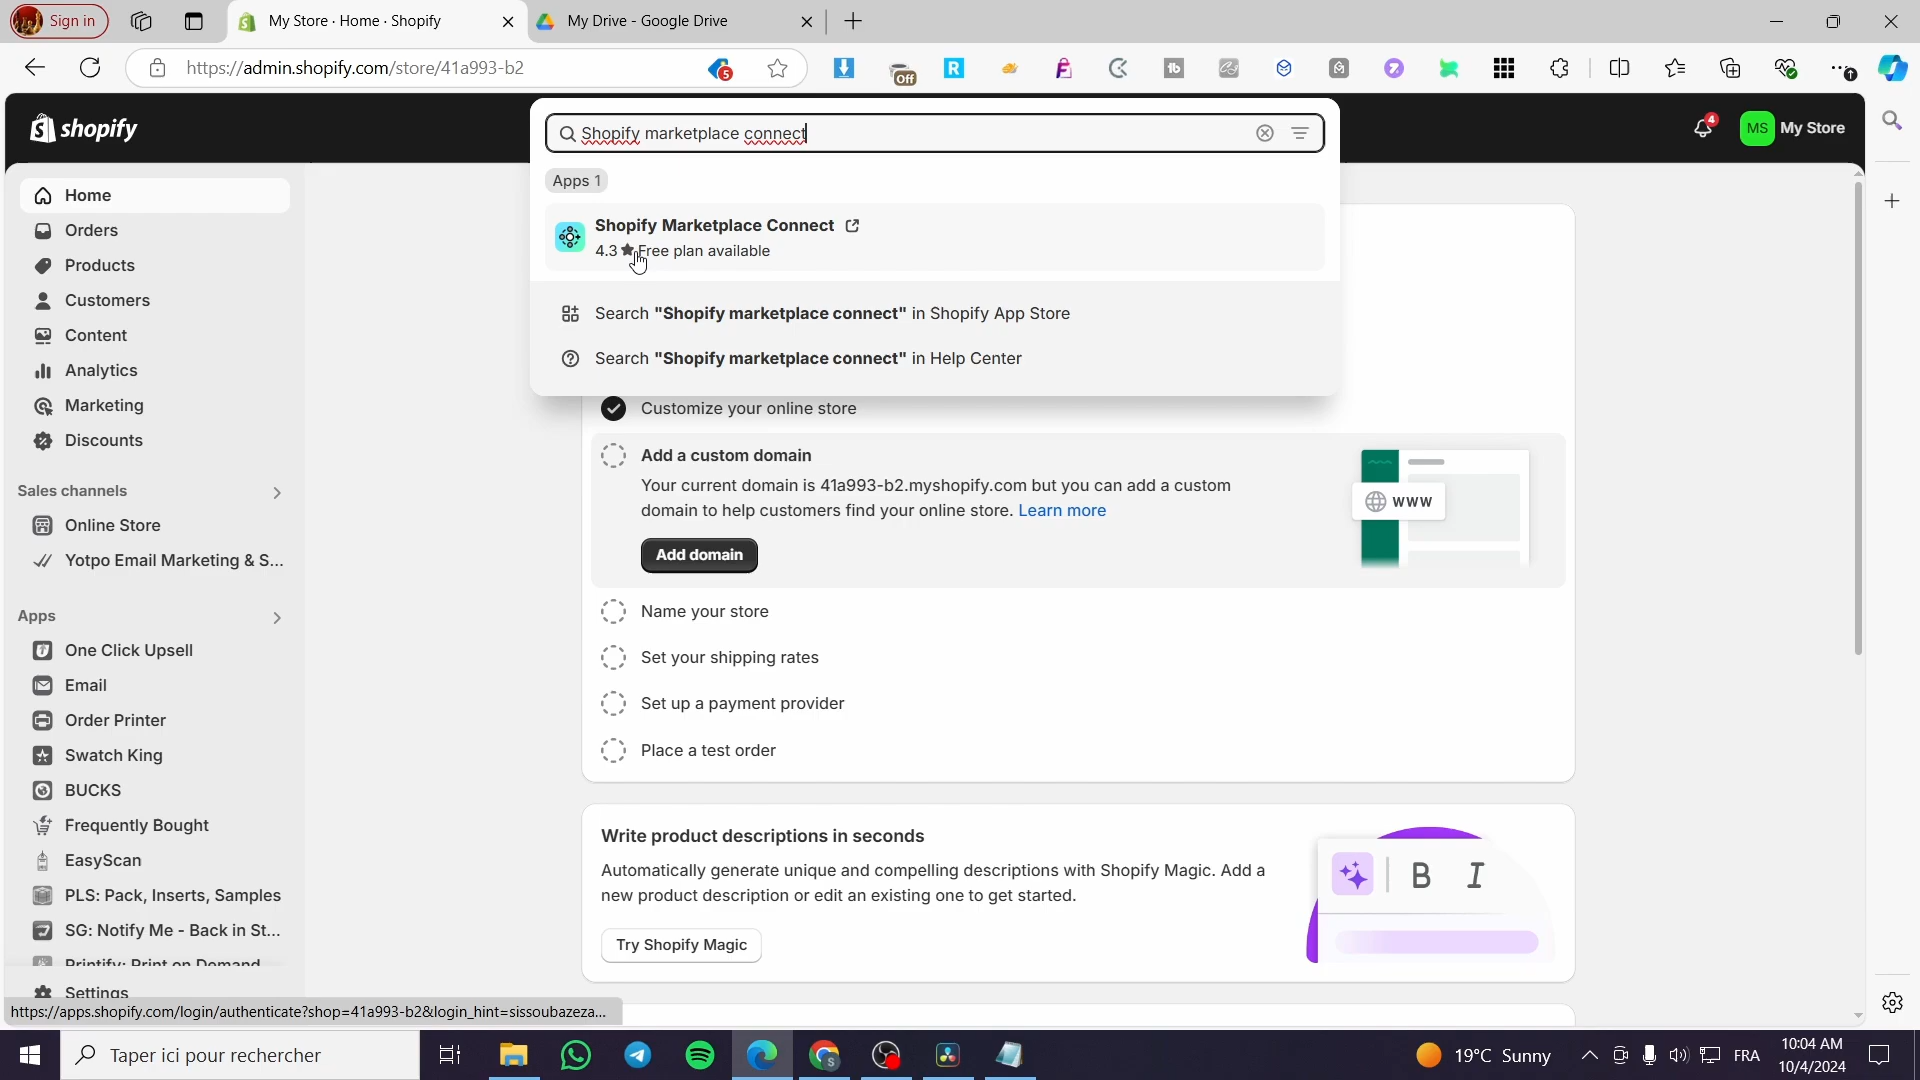 Sign in
My Store · Home · Shopify
My Drive - Google Drive
https://admin.shopify.com/store/41a993-b2
5
Off
shopify
Shopify marketplace connect
4
MS My Store
Apps 1
Shopify Marketplace Connect
4.3★ Free plan available
Search "Shopify marketplace connect" in Shopify App Store
Search "Shopify marketplace connect" in Help Center
Home
Orders
Products
Customers
Content
Analytics
Marketing
Discounts
Sales channels
Online Store
Yotpo Email Marketing & S...
Apps
One Click Upsell
Email
Order Printer
Swatch King
BUCKS
Frequently Bought
EasyScan
PLS: Pack, Inserts, Samples
SG: Notify Me - Back in St...
Printify: Print on Demand
Settings
Customize your online store
Add a custom domain
Your current domain is 41a993-b2.myshopify.com but you can add a custom
domain to help customers find your online store. Learn more
Add domain
www
Name your store
Set your shipping rates
Set up a payment provider
Place a test order
Write product descriptions in seconds
Automatically generate unique and compelling descriptions with Shopify Magic. Add a
new product description or edit an existing one to get started.
Try Shopify Magic
B I
https://apps.shopify.com/login/authenticate?shop=41a993-b2&login_hint=sissoubazeza...
Taper ici pour rechercher
19°C Sunny
FRA
10:04 AM
10/4/2024